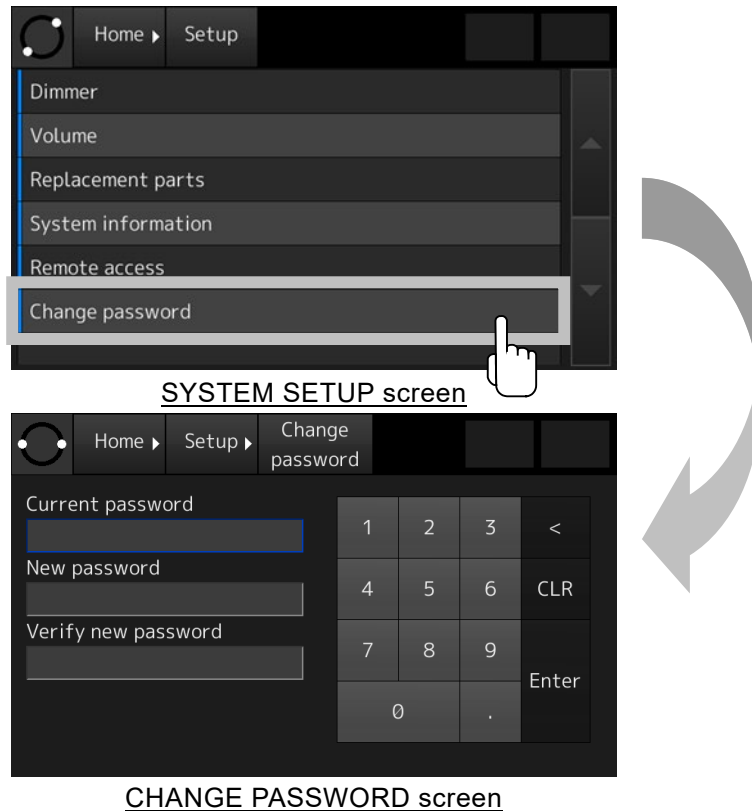 Home Setup
Dimmer
Volume
Replacement parts
System information
Remote access
Change password
SYSTEM SETUP screen
Home Setup Change
password
Current password
New password
Verify new password
1 2 3 <
4 5 6 CLR
7 8 9
Enter
0 .
CHANGE PASSWORD screen